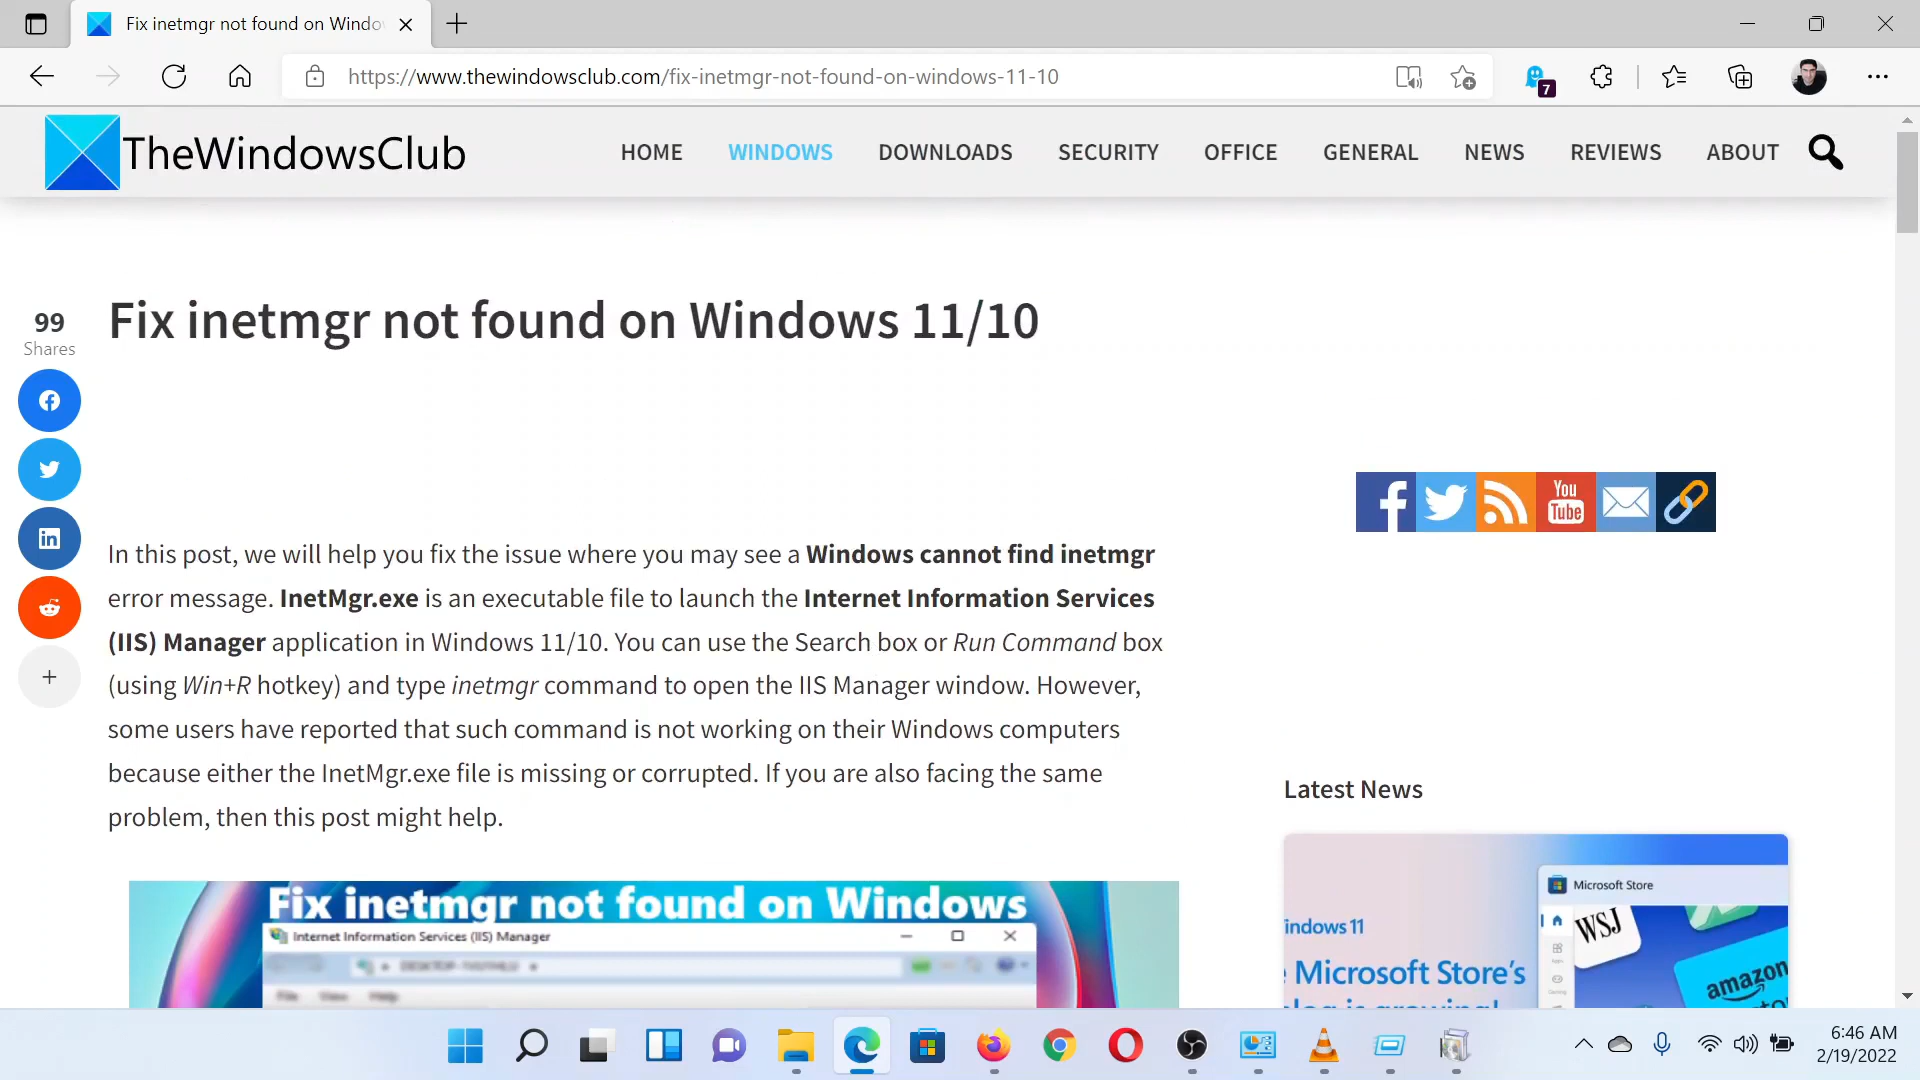 Fix inetmgr not found on Windo
https://www.thewindowsclub.com/fix-inetmgr-not-found-on-windows-11-10
7
TheWindowsClub
HOME WINDOWS DOWNLOADS SECURITY OFFICE GENERAL NEWS REVIEWS ABOUT
99
Shares
Fix inetmgr not found on Windows 11/10
You
Tube
In this post, we will help you fix the issue where you may see a Windows cannot find inetmgr
error message. InetMgr.exe is an executable file to launch the Internet Information Services
(IIS) Manager application in Windows 11/10. You can use the Search box or Run Command box
(using Win+R hotkey) and type inetmgr command to open the IIS Manager window. However,
some users have reported that such command is not working on their Windows computers
because either the InetMgr.exe file is missing or corrupted. If you are also facing the same
problem, then this post might help.
Latest News
Fix inetmgr not found on Windows
Internet Information Services (IIS) Manager
File View Help
Microsoft Store
WSJ
indows 11
Microsoft Store's
log is growing!
amazon
6:46 AM
2/19/2022